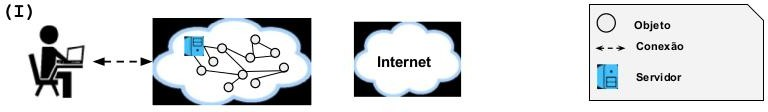 (I)
Internet
Objeto
Conexão
Servidor